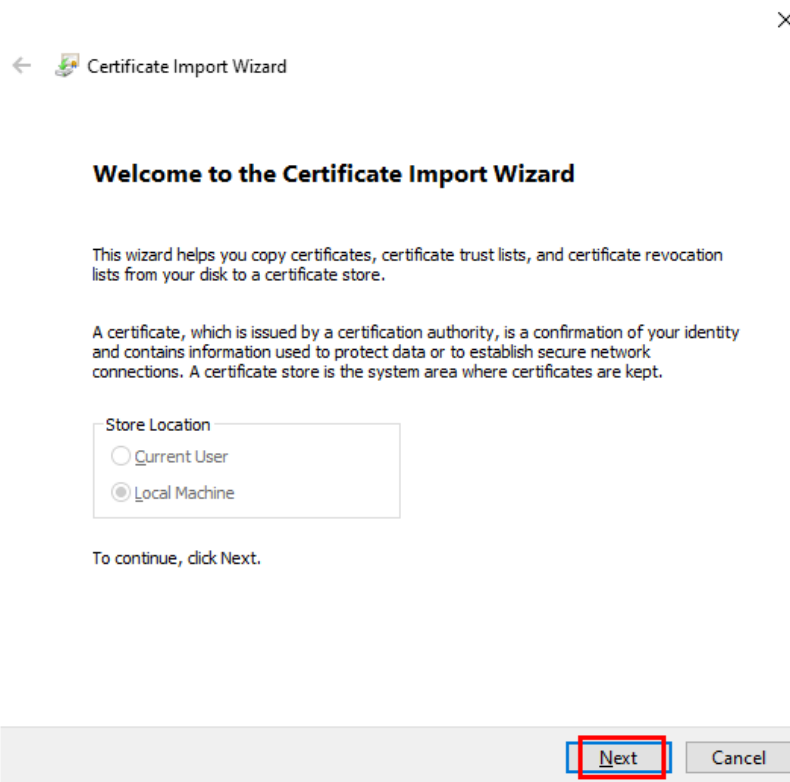 Certificate Import Wizard
Welcome to the Certificate Import Wizard
This wizard helps you copy certificates, certificate trust lists, and certificate revocation
lists from your disk to a certificate store.
A certificate, which is issued by a certification authority, is a confirmation of your identity
and contains information used to protect data or to establish secure network
connections. A certificate store is the system area where certificates are kept.
Store Location
Current User
Local Machine
To continue, click Next.
Next Cancel